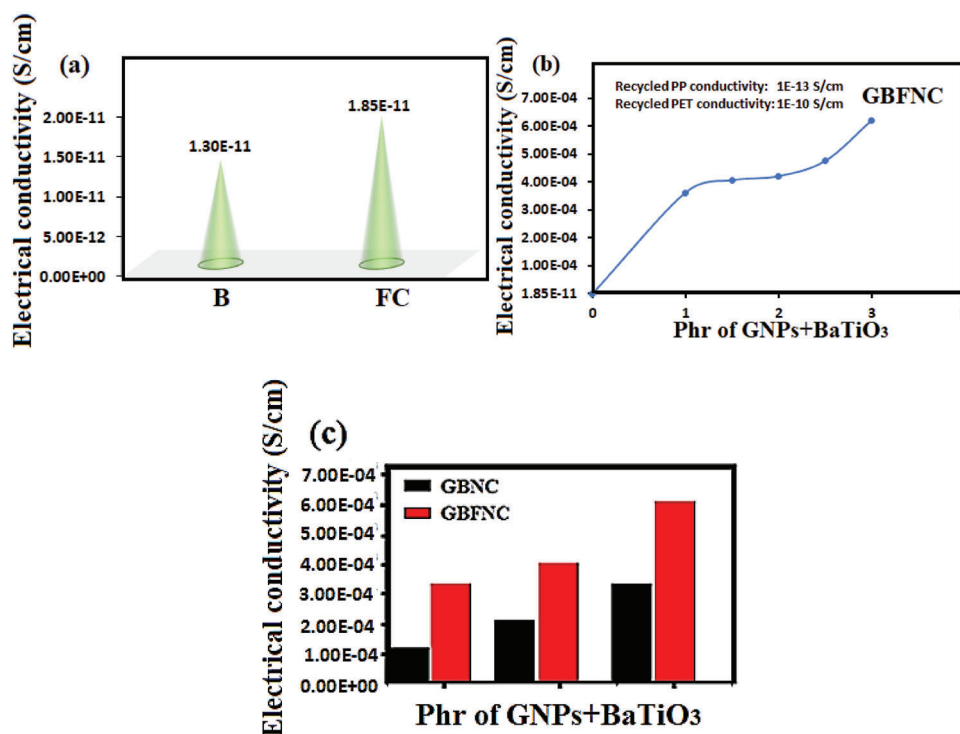 (a)
Electrical conductivity (S/cm)
2.00E-11
1.50E-11
1.00E-11
5.00E-12
0.00E+00
1.30E-11
1.85E-11
B FC
(b)
Electrical conductivity (S/cm)
Recycled PP conductivity: 1E-13 S/cm
Recycled PET conductivity: 1E-10 S/cm
GBFNC
7.00E-04
6.00E-04
4.00E-04
3.00E-04
2.00E-04
1.00E-04
1.85E-11
0 1 2 3
Phr of GNPs+BaTiO₃
(c)
Electrical conductivity (S/cm)
7.00E-04
6.00E-04
5.00E-04
4.00E-04
3.00E-04
2.00E-04
1.00E-04
0.00E+00
GBNC
GBFNC
Phr of GNPs+BaTiO₃